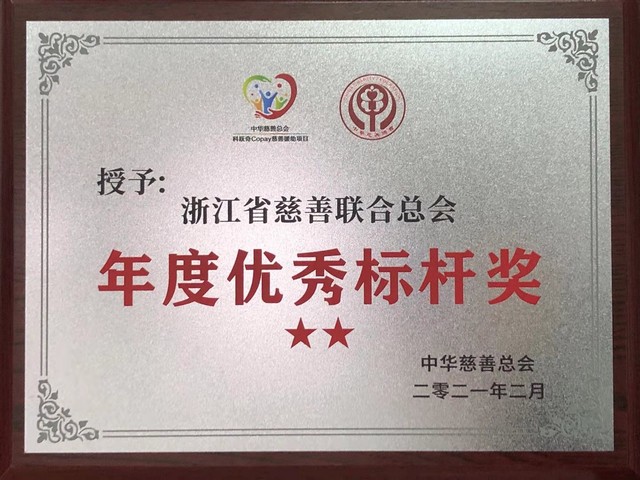 中华慈善总会
科跃奇Copay慈善援助项目
授予:
浙江省慈善联合总会
年度优秀标杆奖
★★
中华慈善总会
二零二一年二月